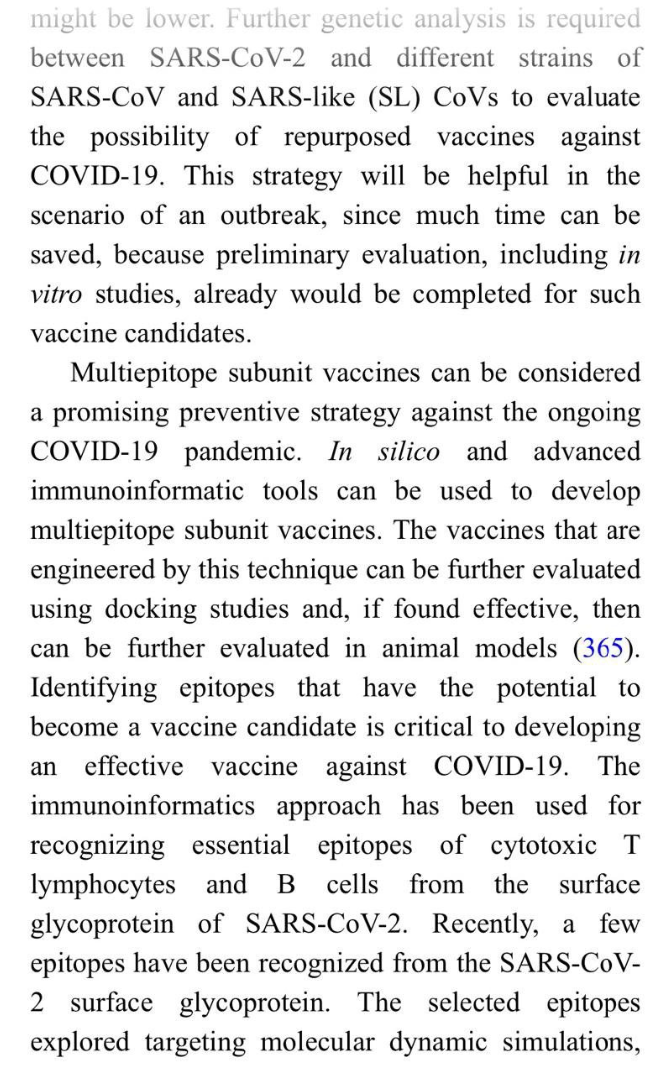 might be lower. Further genetic analysis is required
between SARS-CoV-2 and different strains of
SARS-CoV and SARS-like (SL) CoVs to evaluate
the possibility of repurposed vaccines against
COVID-19. This strategy will be helpful in the
scenario of an outbreak, since much time can be
saved, because preliminary evaluation, including in
vitro studies, already would be completed for such
vaccine candidates.
Multiepitope subunit vaccines can be considered
a promising preventive strategy against the ongoing
COVID-19 pandemic. In silico and advanced
immunoinformatic tools can be used to develop
multiepitope subunit vaccines. The vaccines that are
engineered by this technique can be further evaluated
using docking studies and, if found effective, then
can be further evaluated in animal models (365).
Identifying epitopes that have the potential to
become a vaccine candidate is critical to developing
an effective vaccine against COVID-19. The
immunoinformatics approach has been used for
recognizing essential epitopes of cytotoxic T
lymphocytes and B cells from the surface
glycoprotein of SARS-CoV-2. Recently, a few
epitopes have been recognized from the SARS-CoV-
2 surface glycoprotein. The selected epitopes
explored targeting molecular dynamic simulations,